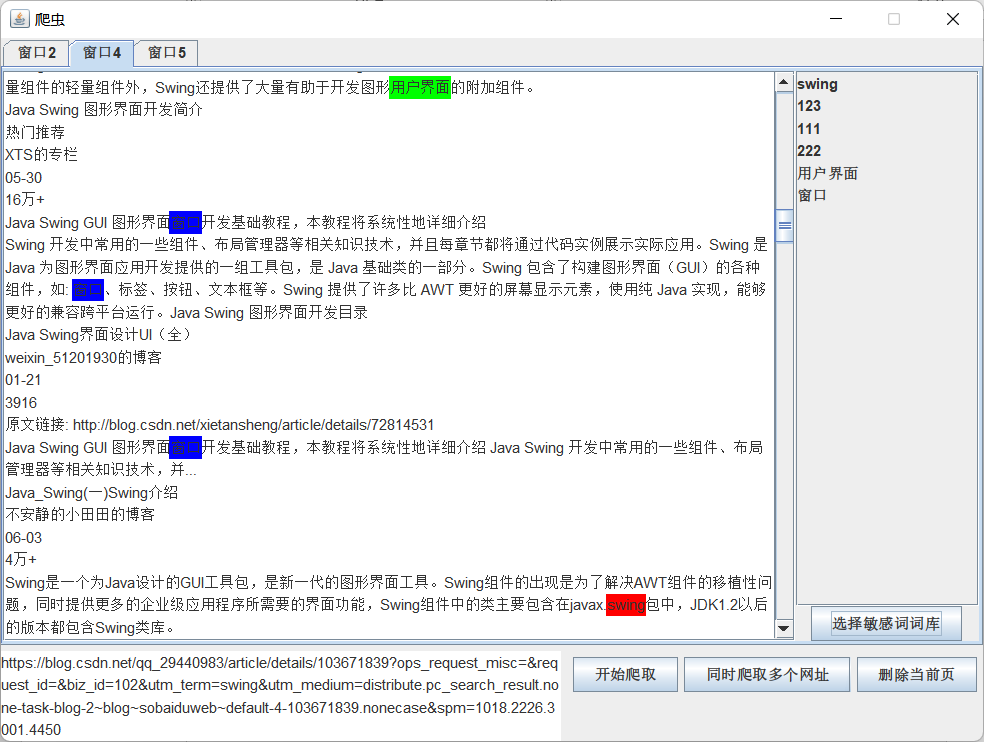 爬虫
窗口2 窗口4 窗口5
量组件的轻量组件外，Swing还提供了大量有助于开发图形用户界面的附加组件。
Java Swing 图形界面开发简介
热门推荐
XTS的专栏
05-30
16万+
Java Swing GUI 图形界面窗口开发基础教程，本教程将系统性地详细介绍
Swing 开发中常用的一些组件、布局管理器等相关知识技术，并且每章节都将通过代码实例展示实际应用。Swing 是
Java 为图形界面应用开发提供的一组工具包，是 Java 基础类的一部分。Swing 包含了构建图形界面（GUI）的各种
组件，如: 窗口、标签、按钮、文本框等。Swing 提供了许多比 AWT 更好的屏幕显示元素，使用纯 Java 实现，能够
更好的兼容跨平台运行。Java Swing 图形界面开发目录
Java Swing界面设计UI（全）
weixin_51201930的博客
01-21
3916
原文链接: http://blog.csdn.net/xietansheng/article/details/72814531
Java Swing GUI 图形界面窗口开发基础教程，本教程将系统性地详细介绍 Java Swing 开发中常用的一些组件、布局
管理器等相关知识技术，并...
Java_Swing(一)Swing介绍
不安静的小田田的博客
06-03
4万+
Swing是一个为Java设计的GUI工具包，是新一代的图形界面工具。Swing组件的出现是为了解决AWT组件的移植性问
题，同时提供更多的企业级应用程序所需要的界面功能，Swing组件中的类主要包含在javax.swing包中，JDK1.2以后
的版本都包含Swing类库。
swing
123
111
222
用户界面
窗口
选择敏感词词库
https://blog.csdn.net/qq_29440983/article/details/103671839?ops_request_misc=&req
uest_id=&biz_id=102&utm_term=swing&utm_medium=distribute.pc_search_result.no
ne-task-blog-2~blog~sobaiduweb~default-4-103671839.nonecase&spm=1018.2226.3
001.4450
开始爬取 同时爬取多个网址 删除当前页